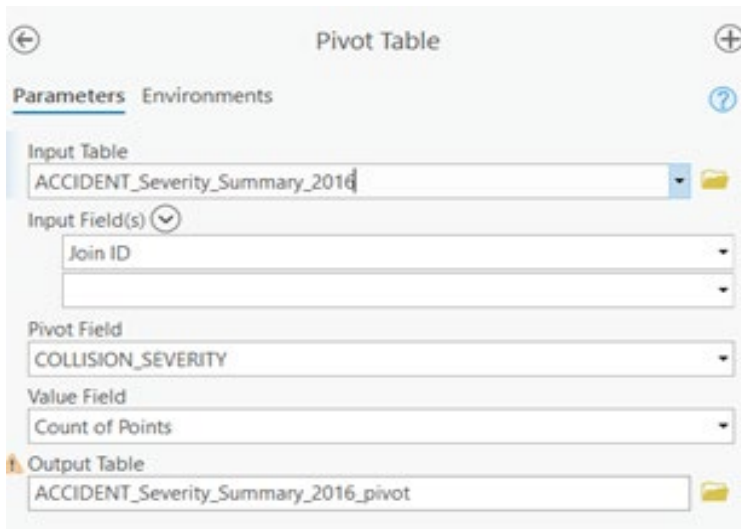 Pivot Table
Parameters Environments
?
Input Table
ACCIDENT_Severity_Summary_2016
Input Field(s)
Join ID
Pivot Field
COLLISION_SEVERITY
Value Field
Count of Points
! Output Table
ACCIDENT_Severity_Summary_2016_pivot